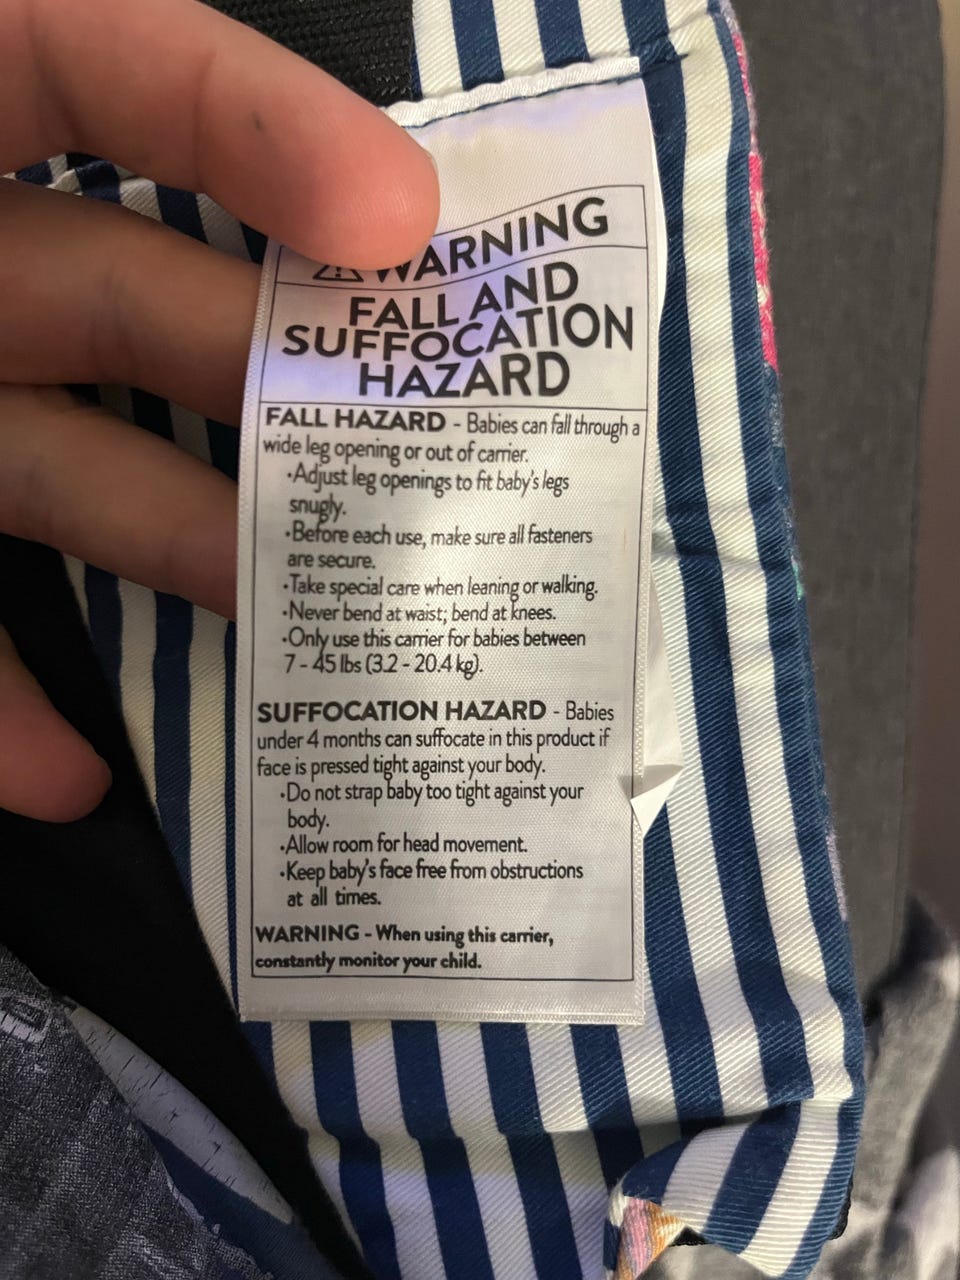 ⚠ WARNING
FALL AND
SUFFOCATION
HAZARD
FALL HAZARD - Babies can fall through a
wide leg opening or out of carrier.
•Adjust leg openings to fit baby's legs
snugly.
•Before each use, make sure all fasteners
are secure.
•Take special care when leaning or walking.
•Never bend at waist; bend at knees.
•Only use this carrier for babies between
7 - 45 lbs (3.2 - 20.4 kg).
SUFFOCATION HAZARD - Babies
under 4 months can suffocate in this product if
face is pressed tight against your body.
•Do not strap baby too tight against your
body.
•Allow room for head movement.
•Keep baby's face free from obstructions
at all times.
WARNING - When using this carrier,
constantly monitor your child.